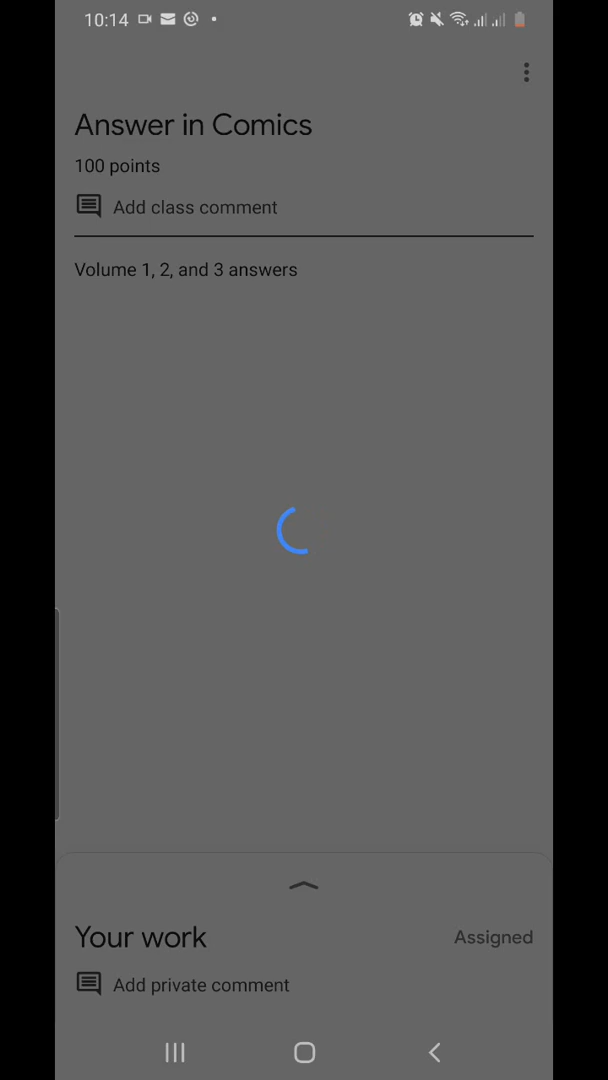 10:14
Answer in Comics
100 points
Add class comment
Volume 1, 2, and 3 answers
Your work
Assigned
Add private comment